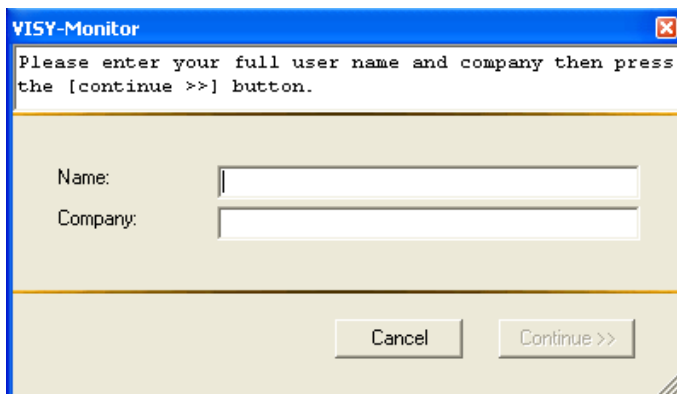 VISY-Monitor
Please enter your full user name and company then press
the [continue >>] button.
Name:
Company:
Cancel
Continue >>